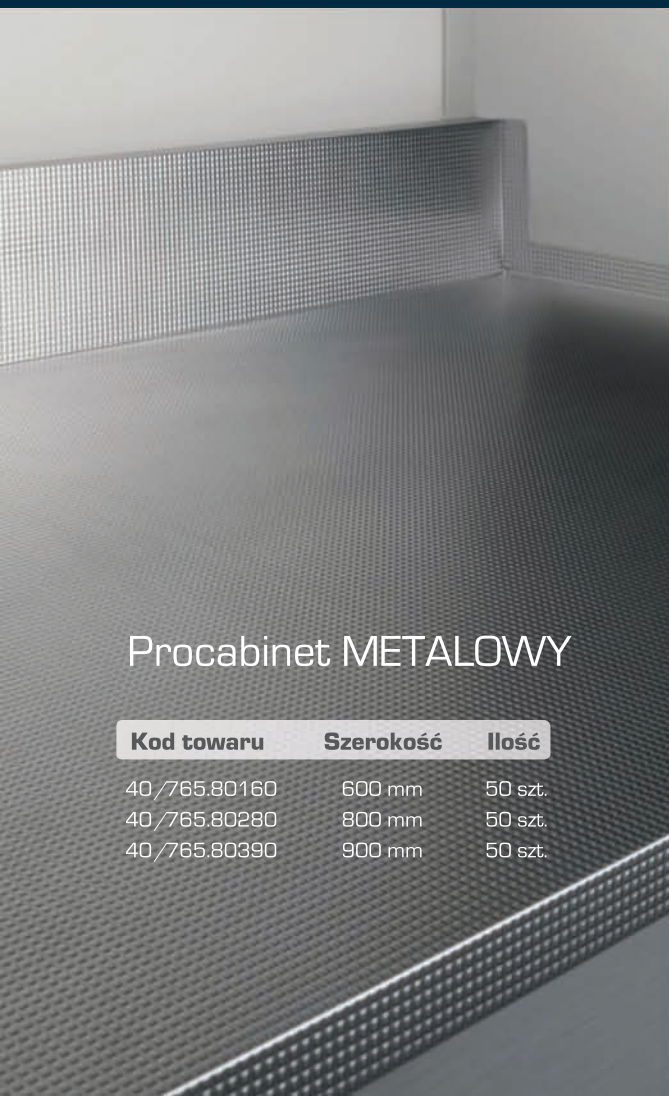 Procabinet METALOWY
Kod towaru Szerokość Ilość
40/765.80160 600 mm 50 szt.
40/765.80280 800 mm 50 szt.
40/765.80390 900 mm 50 szt.